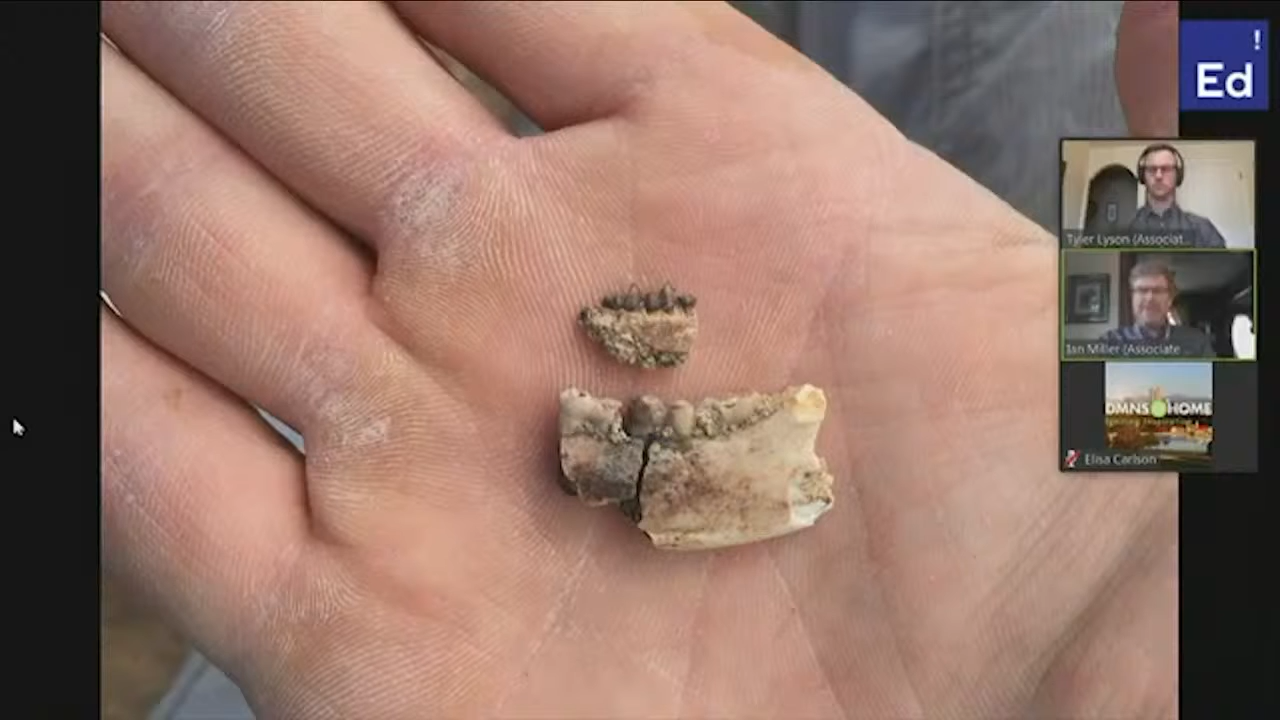 !
Ed
Tyler Lyson (Associat...
Ian Miller (Associate
DMNS HOME
Elisa Carlson